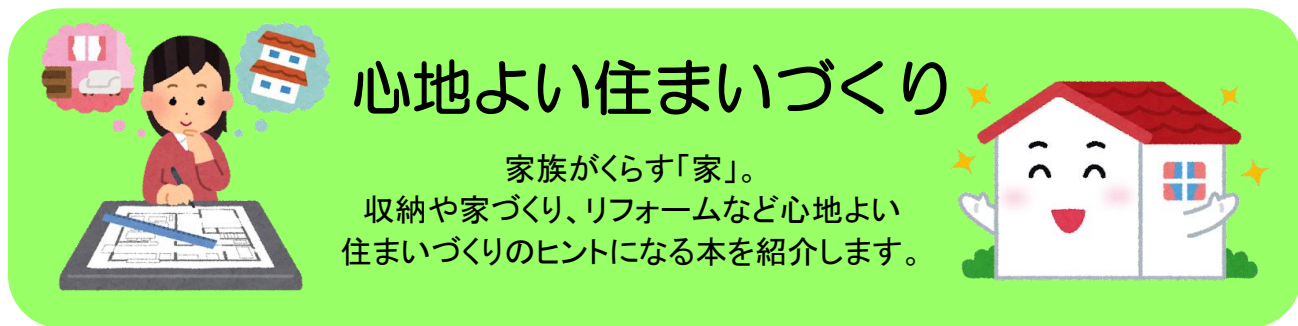 心地よい住まいづくり
家族がくらす「家」。
収納や家づくり、リフォームなど心地よい
住まいづくりのヒントになる本を紹介します。